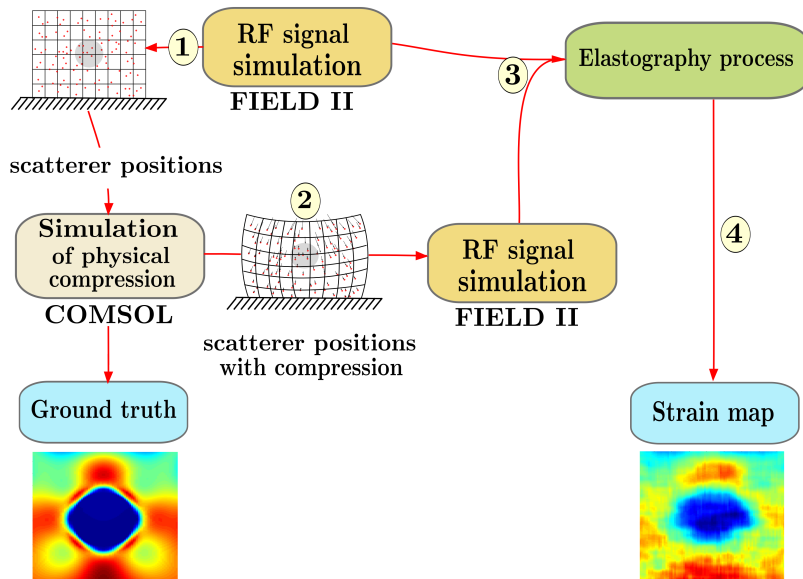 1
RF signal
simulation
FIELD II
3
Elastography process
scatterer positions
2
4
Simulation
of physical
compression
COMSOL
RF signal
simulation
FIELD II
scatterer positions
with compression
Ground truth
Strain map